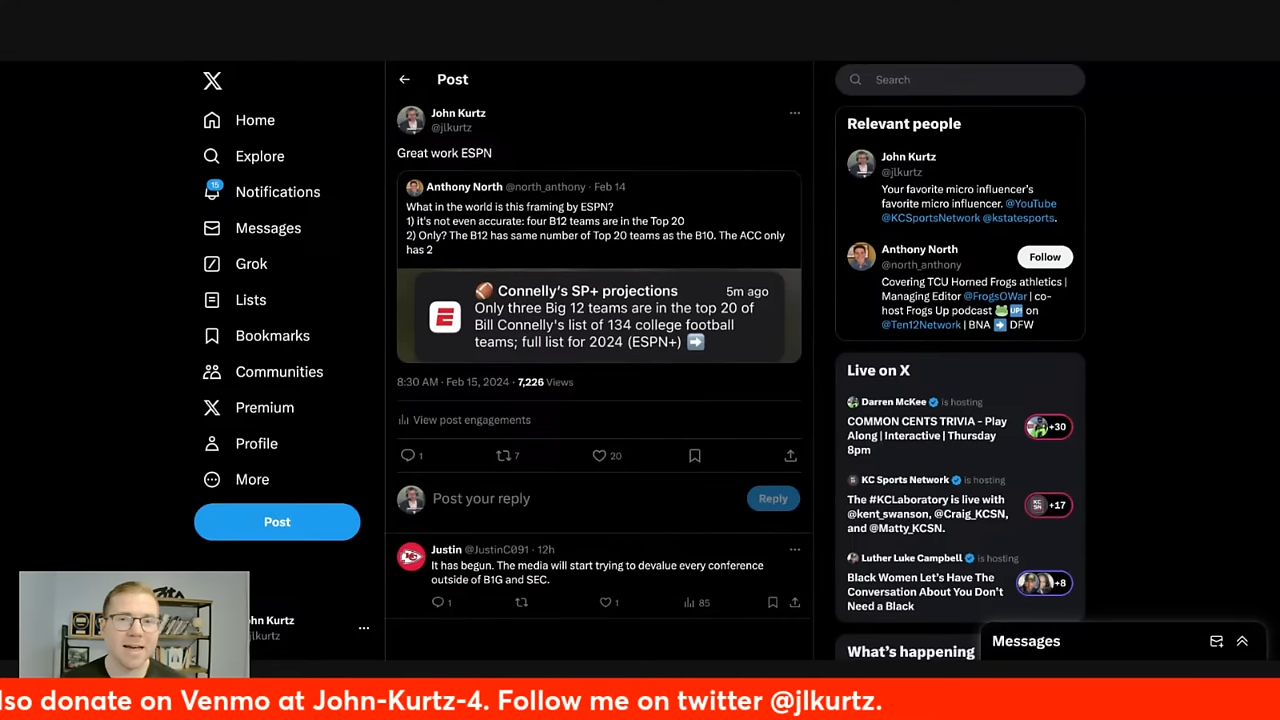 Home
Explore
15
Notifications
Messages
Grok
Lists
Bookmarks
Communities
Premium
Profile
More
Post
John Kurtz
@jlkurtz
Post
John Kurtz
@jlkurtz
Great work ESPN
Anthony North @north_anthony · Feb 14
What in the world is this framing by ESPN?
1) it's not even accurate: four B12 teams are in the Top 20
2) Only? The B12 has same number of Top 20 teams as the B10. The ACC only
has 2
Connelly's SP+ projections 5m ago
Only three Big 12 teams are in the top 20 of
Bill Connelly's list of 134 college football
teams; full list for 2024 (ESPN+)
8:30 AM · Feb 15, 2024 · 7,226 Views
View post engagements
1 7 20
Post your reply
Reply
Justin @JustinC091 · 12h
It has begun. The media will start trying to devalue every conference
outside of B1G and SEC.
1 1 85
Search
Relevant people
John Kurtz
@jlkurtz
Your favorite micro influencer's
favorite micro influencer. @YouTube
@KCSportsNetwork @kstatesports.
Anthony North
@north_anthony
Follow
Covering TCU Horned Frogs athletics |
Managing Editor @FrogsOWar | co-
host Frogs Up podcast UP! on
@Ten12Network | BNA DFW
Live on X
Darren McKee is hosting
COMMON CENTS TRIVIA - Play
Along | Interactive | Thursday
8pm
+30
KC Sports Network is hosting
The #KCLaboratory is live with
@kent_swanson, @Craig_KCSN,
and @Matty_KCSN.
+17
Luther Luke Campbell is hosting
Black Women Let's Have The
Conversation About You Don't
Need a Black
+8
What's happening
Messages
lso donate on Venmo at John-Kurtz-4. Follow me on twitter @jlkurtz.